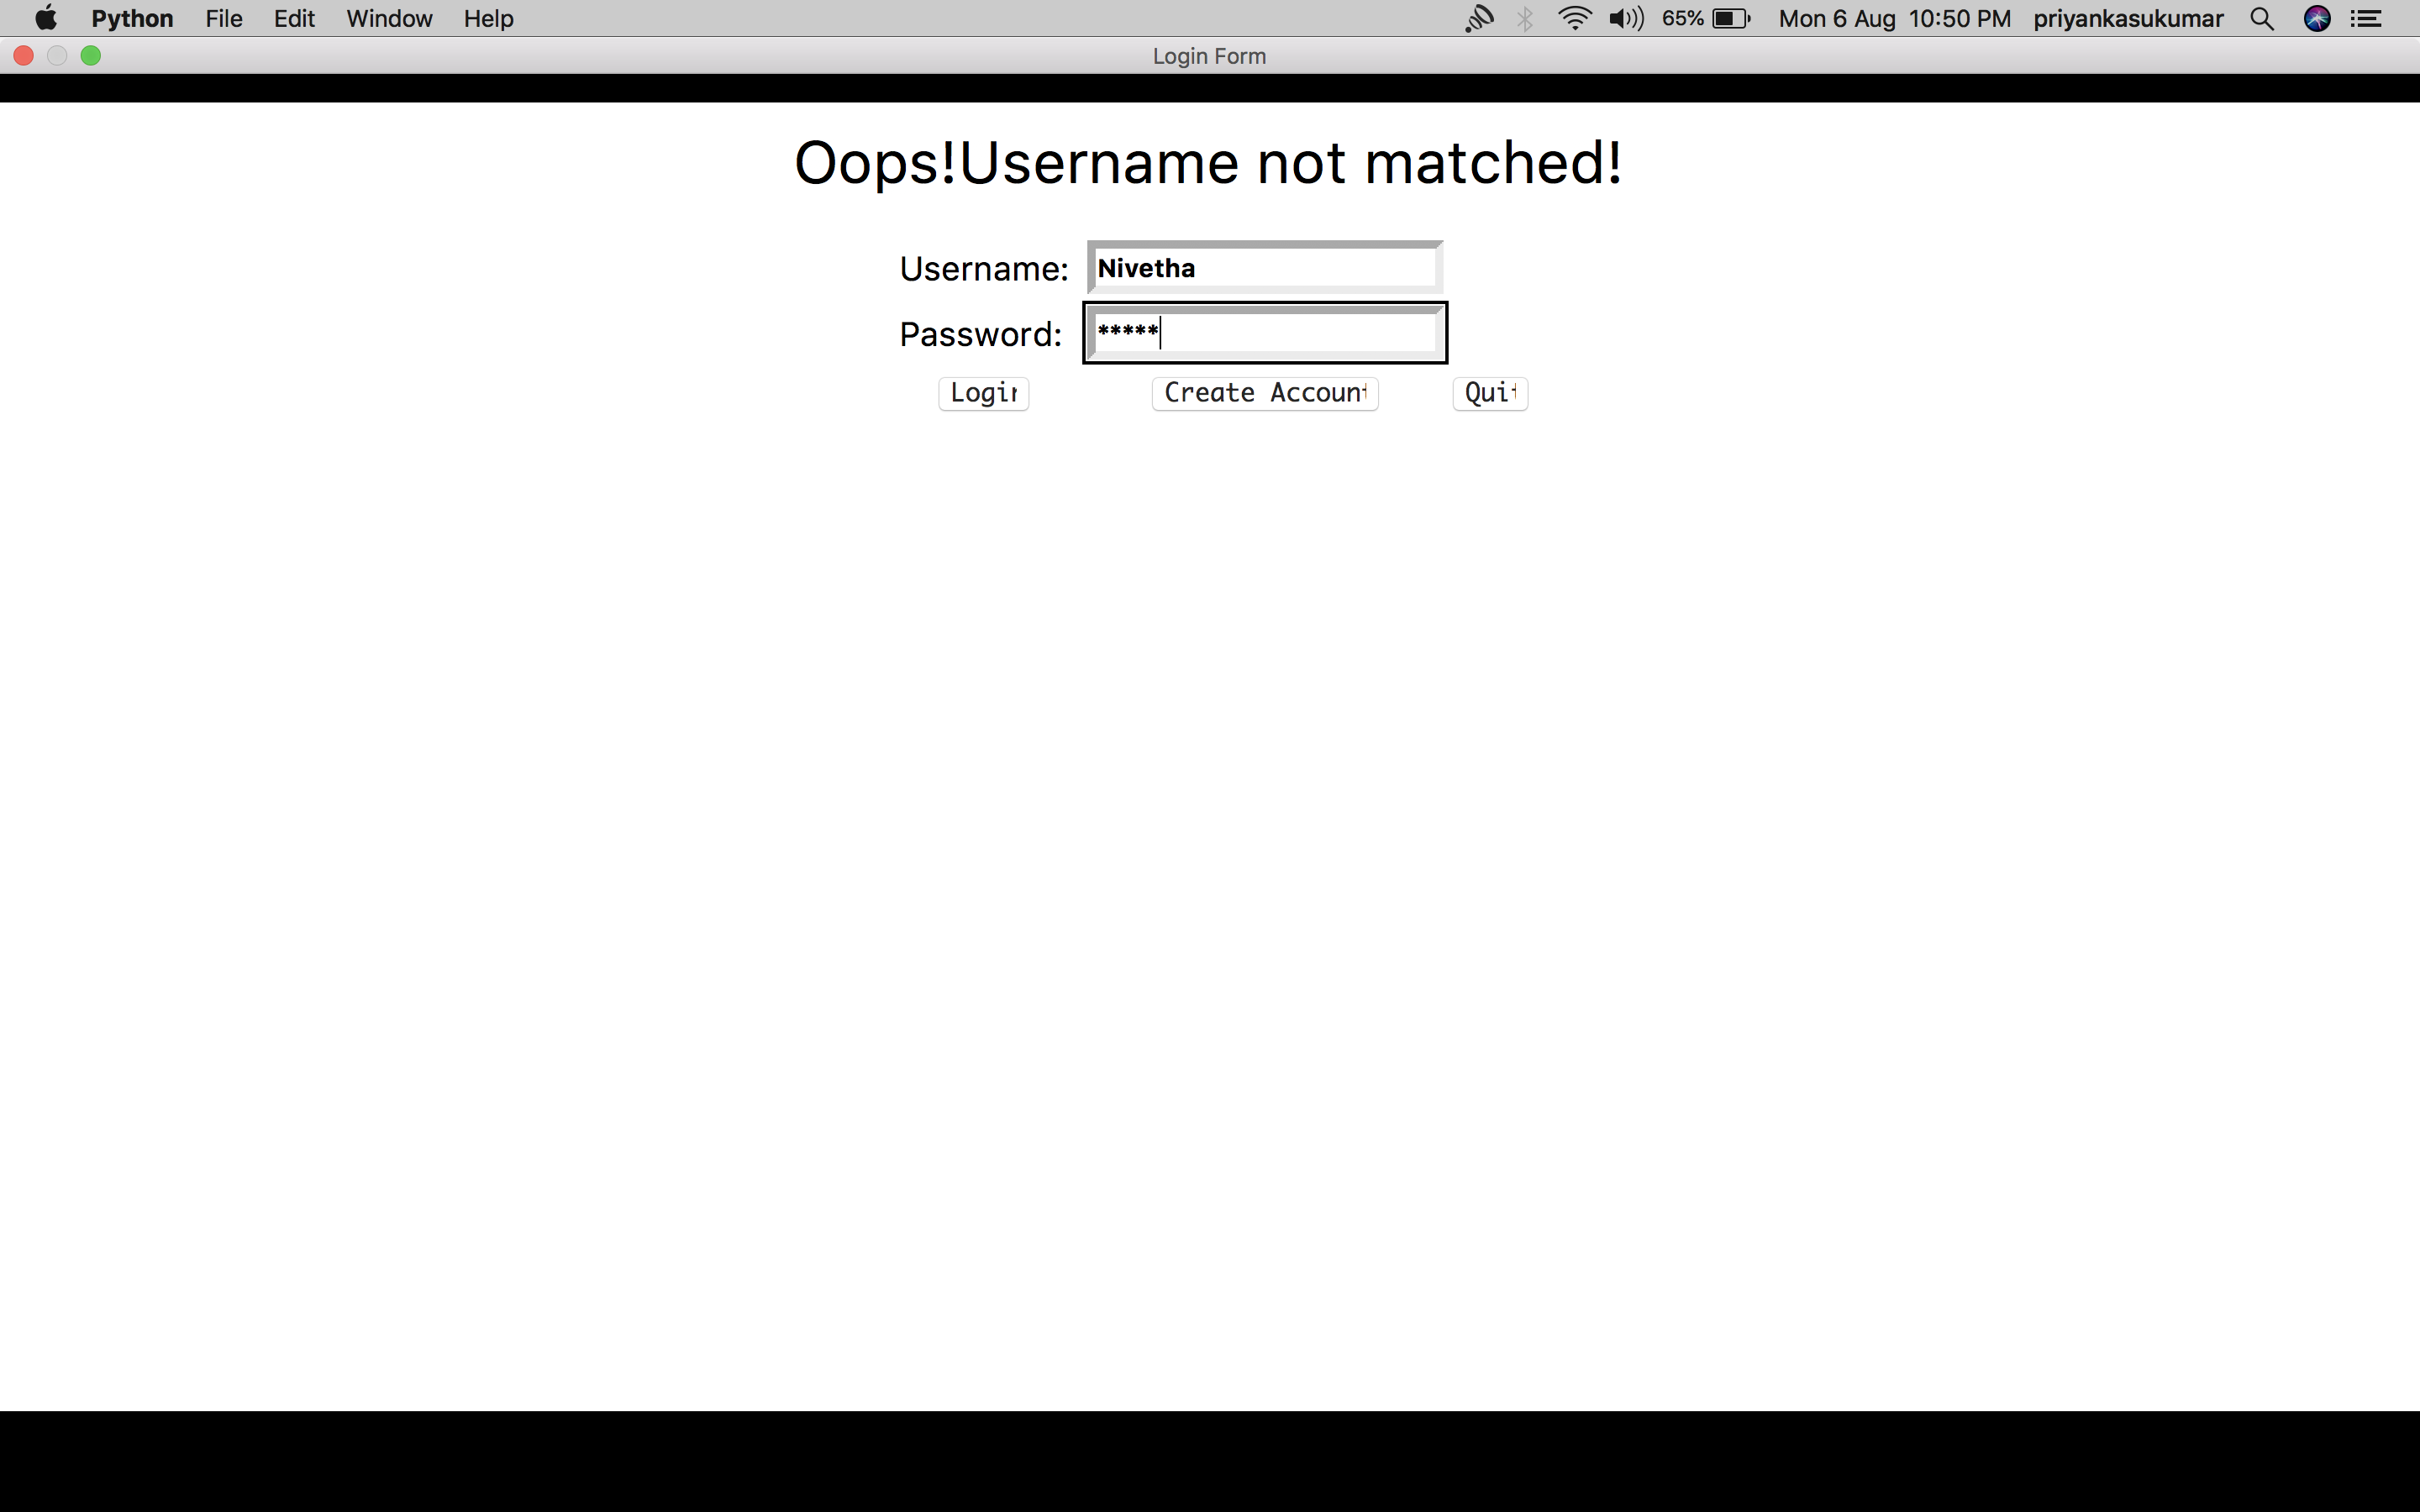 Python File Edit Window Help 65% Mon 6 Aug 10:50 PM priyankasukumar
Login Form
Oops!Username not matched!
Username: Nivetha
Password: *****
Login Create Account Quit